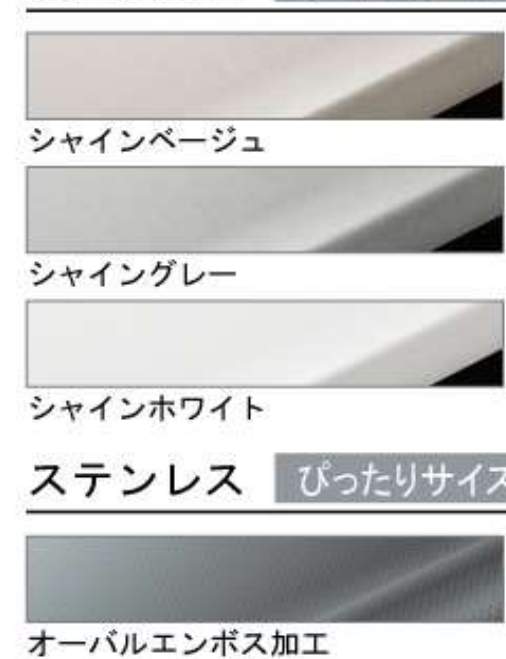 シャインベージュ
シャイングレー
シャインホワイト
ステンレス ぴったりサイズ
オーバルエンボス加工